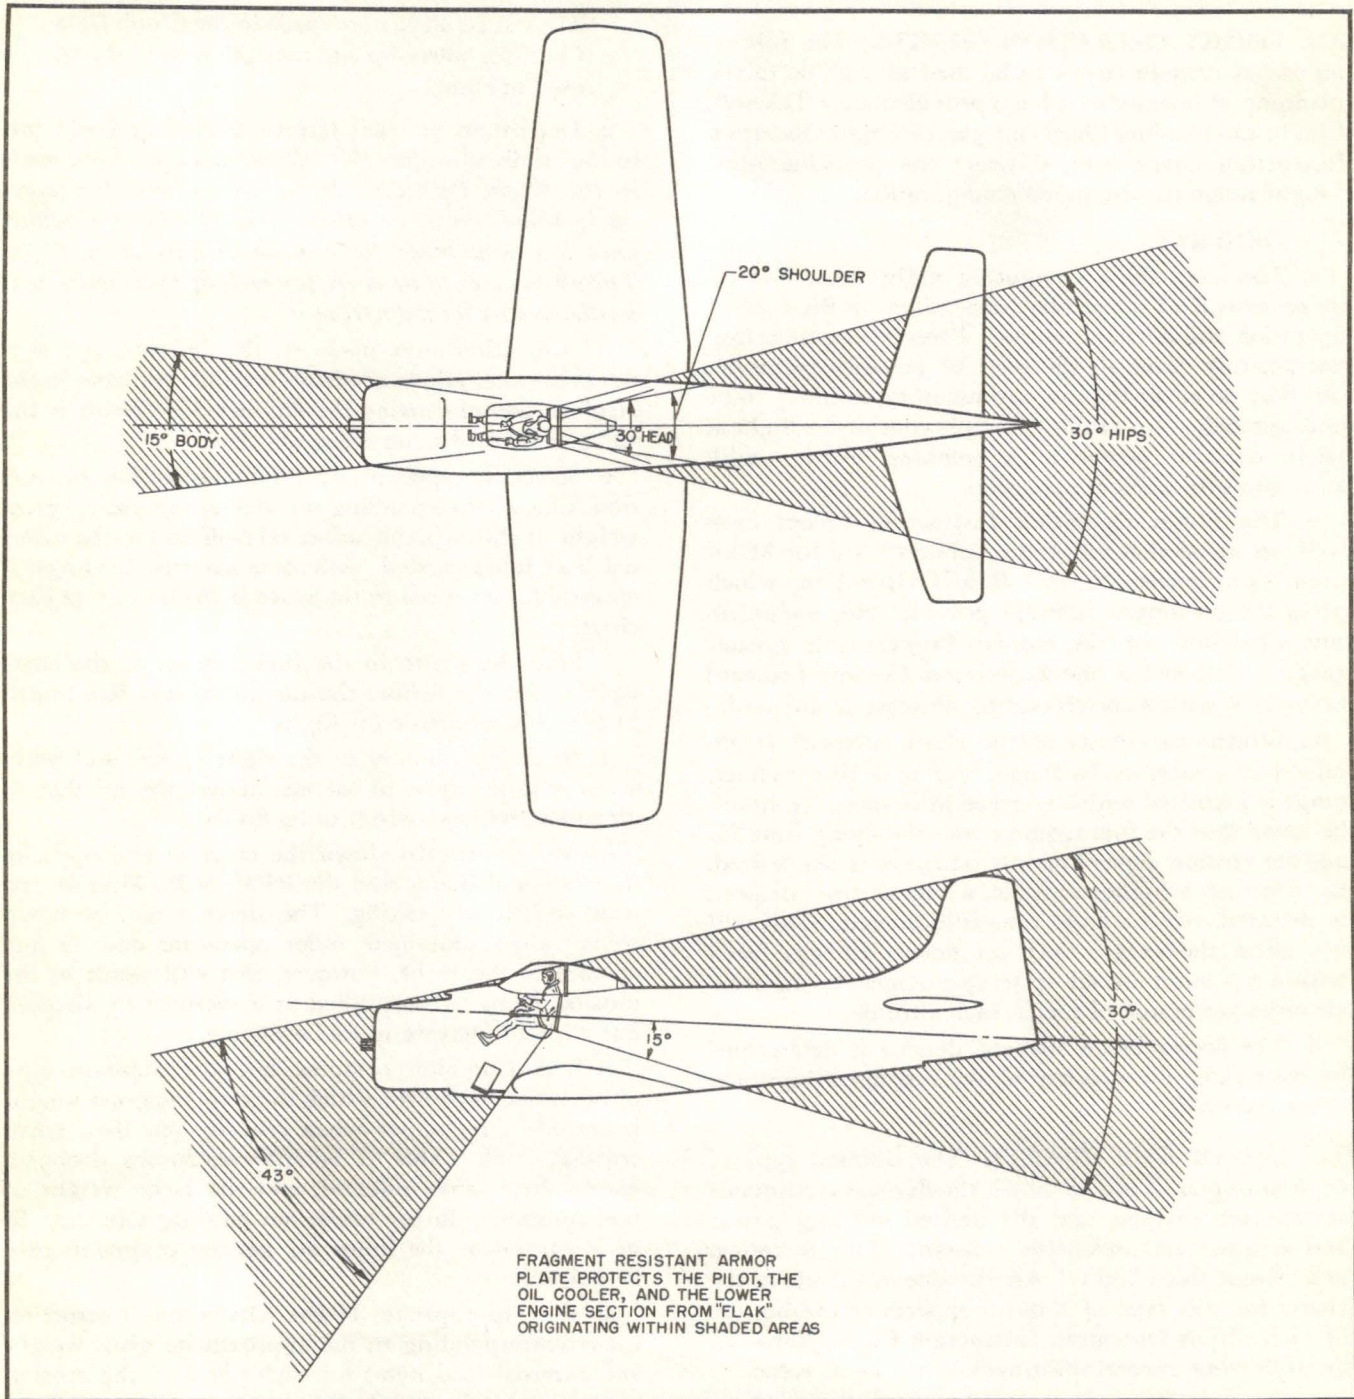 20° SHOULDER
15° BODY
30° HEAD
30° HIPS
15°
30°
43°
FRAGMENT RESISTANT ARMOR
PLATE PROTECTS THE PILOT, THE
OIL COOLER, AND THE LOWER
ENGINE SECTION FROM "FLAK"
ORIGINATING WITHIN SHADED AREAS